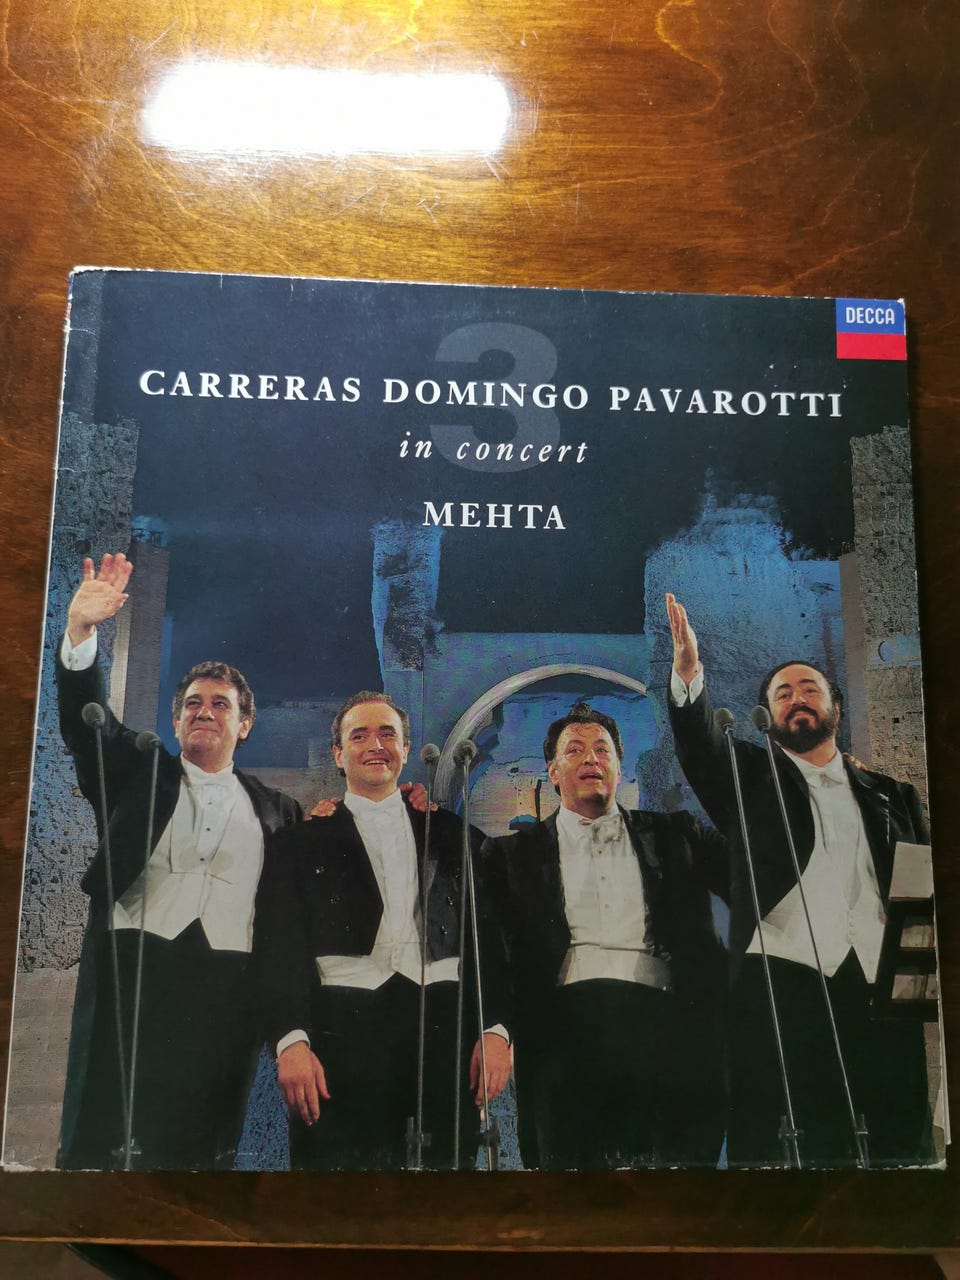 DECCA
3
CARRERAS DOMINGO PAVAROTTI
in concert
MEHTA